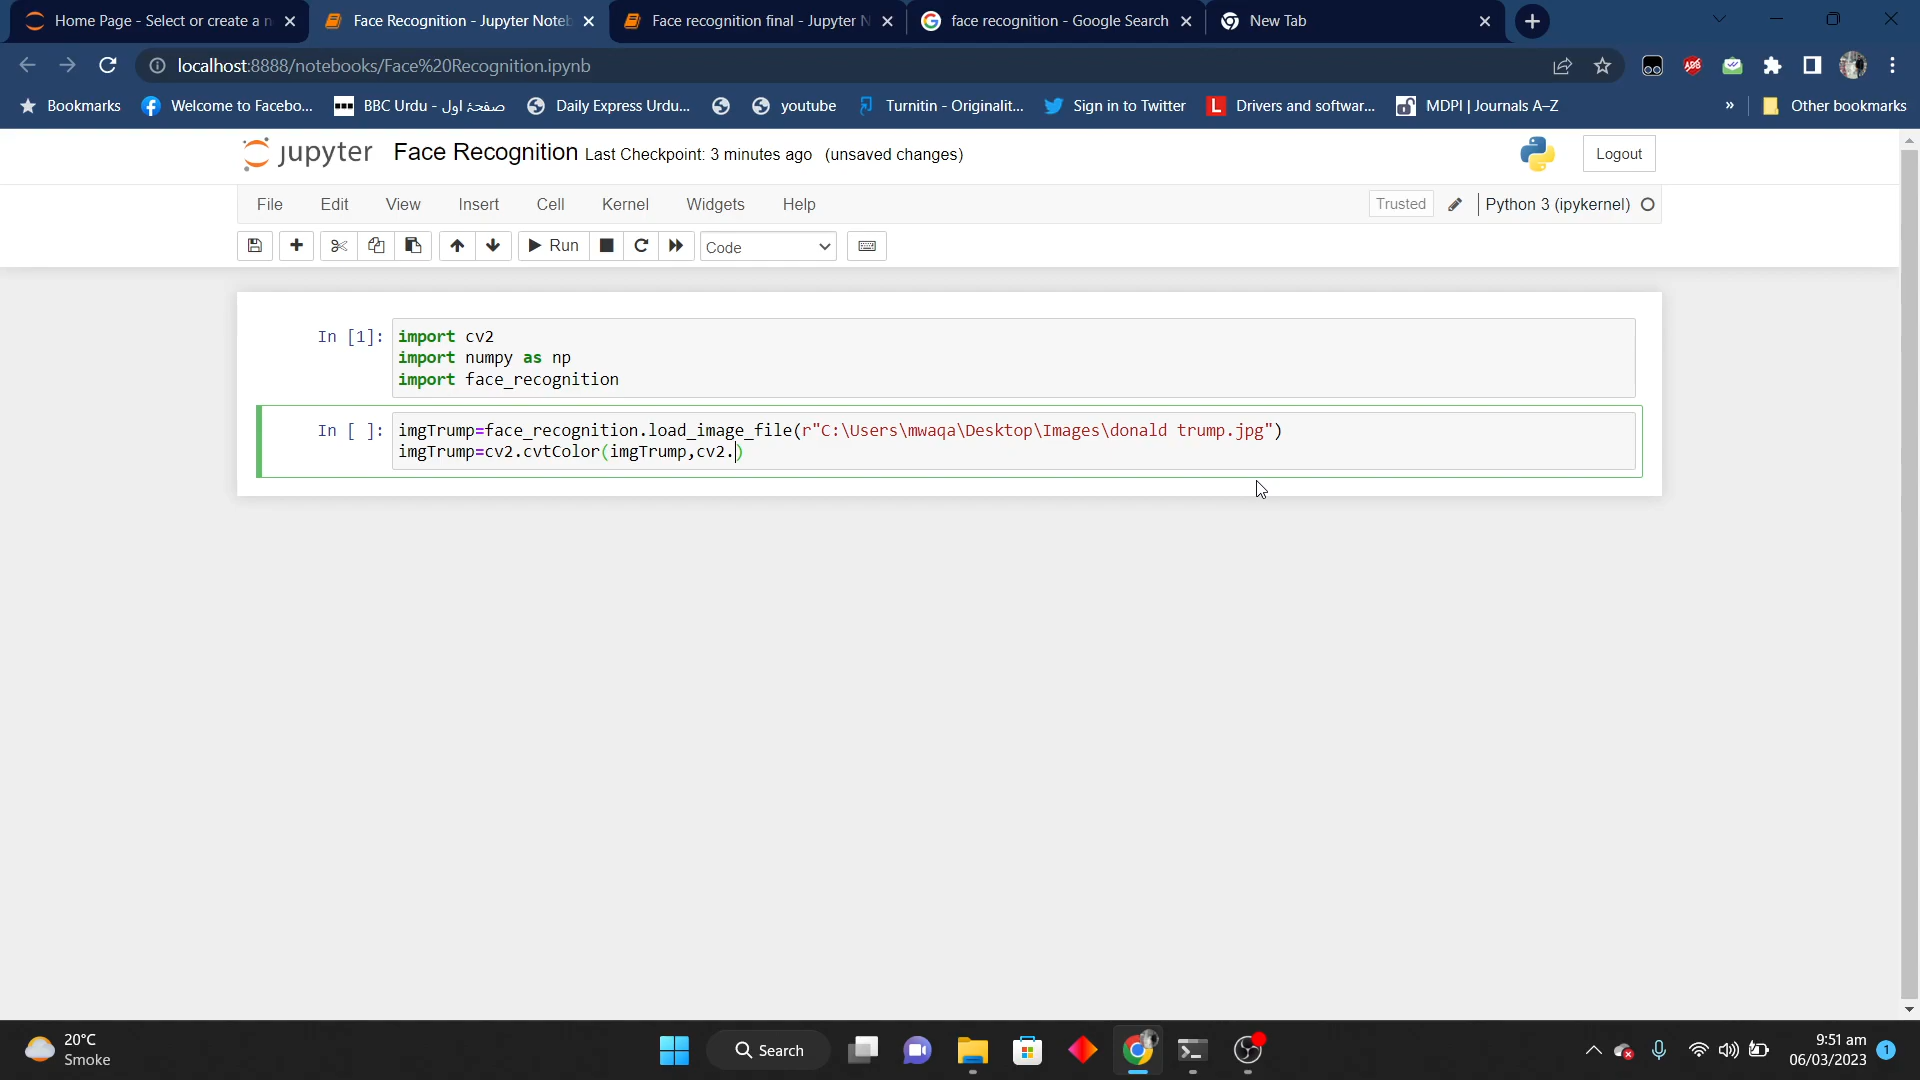 Home Page - Select or create a n
Face Recognition - Jupyter Noteb
Face recognition final - Jupyter N
face recognition - Google Search
New Tab
localhost:8888/notebooks/Face%20Recognition.ipynb
Bookmarks
Welcome to Facebo...
BBC Urdu - صفحۂ اول
Daily Express Urdu...
youtube
Turnitin - Originalit...
Sign in to Twitter
Drivers and softwar...
MDPI | Journals A–Z
»
Other bookmarks
jupyter Face Recognition Last Checkpoint: 3 minutes ago (unsaved changes)
Logout
File Edit View Insert Cell Kernel Widgets Help
Trusted
Python 3 (ipykernel)
Run
Code
In [1]: import cv2
import numpy as np
import face_recognition
In [ ]: imgTrump=face_recognition.load_image_file(r"C:\Users\mwaqa\Desktop\Images\donald trump.jpg")
imgTrump=cv2.cvtColor(imgTrump,cv2.)
20°C
Smoke
Search
9:51 am
06/03/2023
1